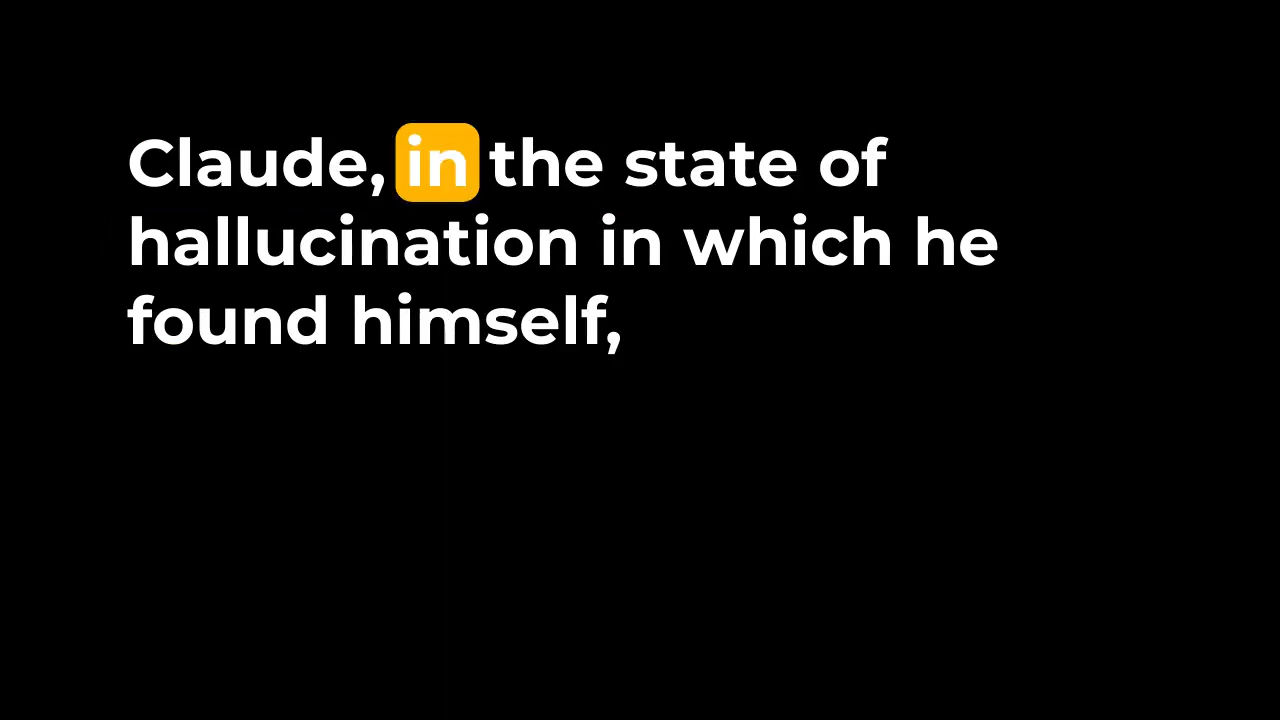 Claude, in the state of
hallucination in which he
found himself,